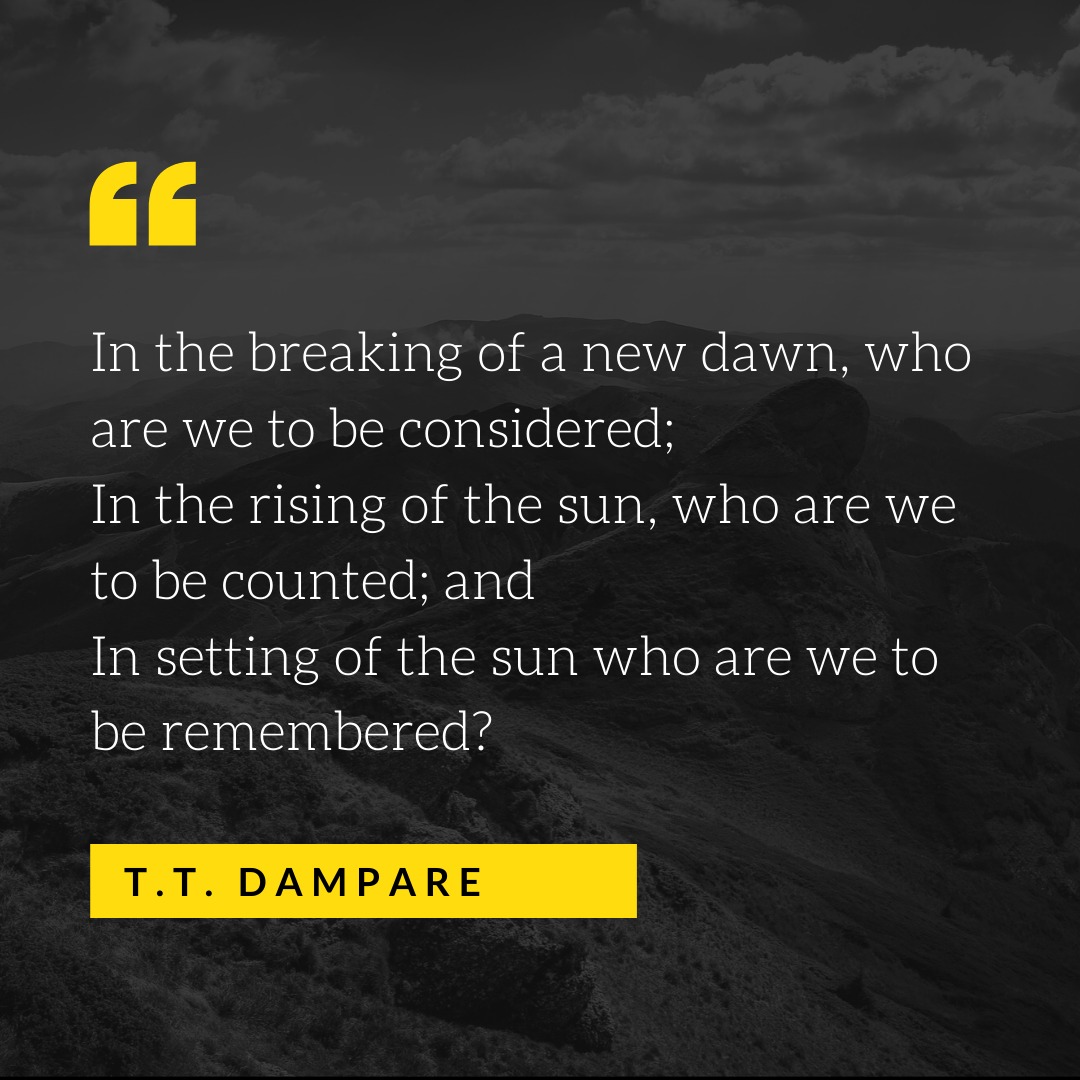 “
In the breaking of a new dawn, who
are we to be considered;
In the rising of the sun, who are we
to be counted; and
In setting of the sun who are we to
be remembered?
T.T. DAMPARE